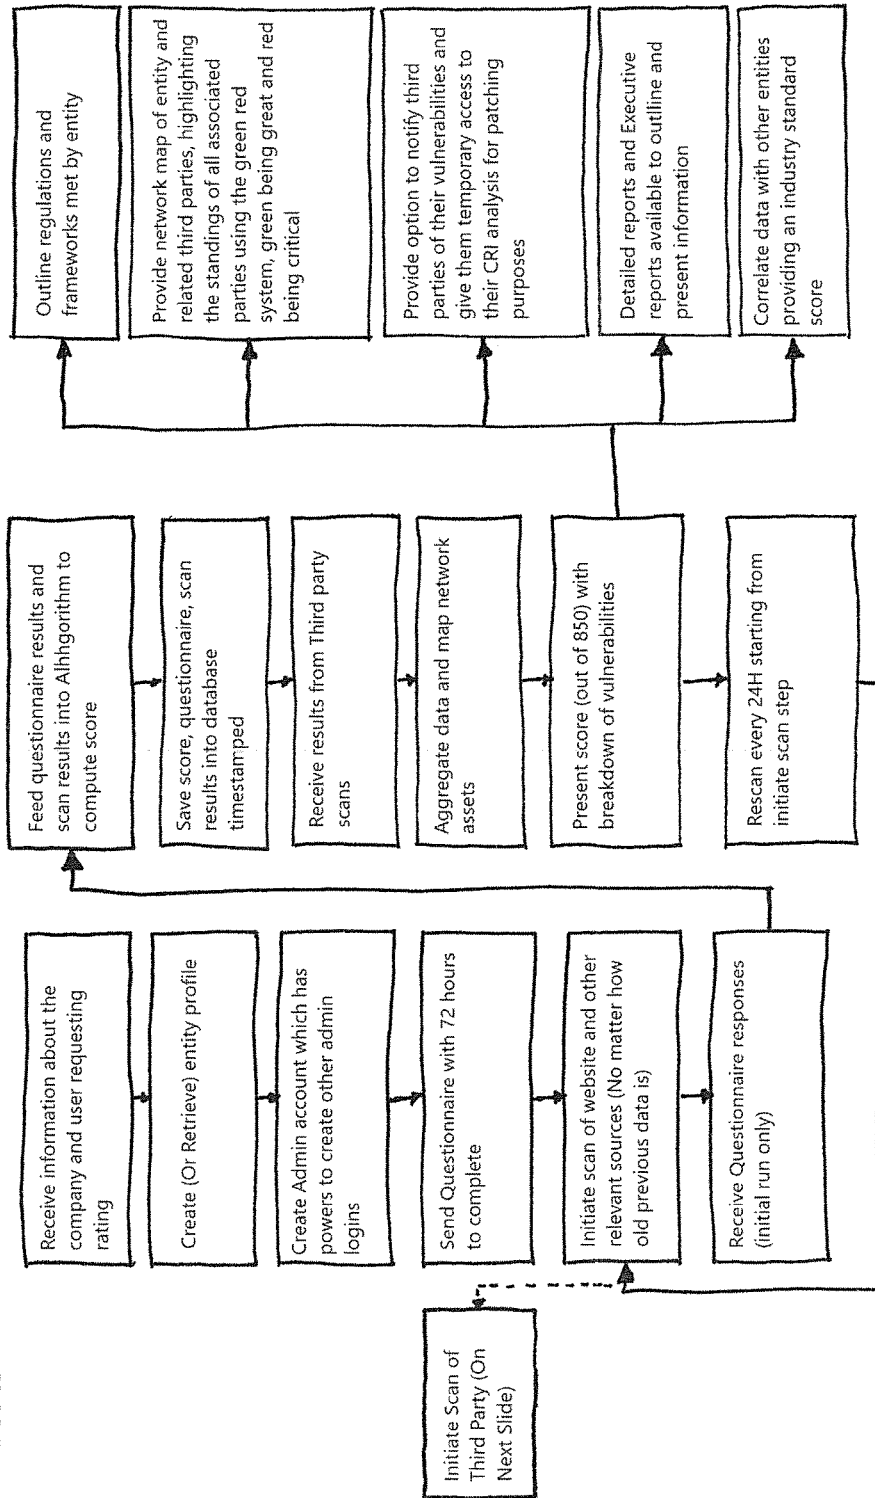 Receive information about the
company and user requesting
rating
Create (Or Retrieve) entity profile
Create Admin account which has
powers to create other admin
logins
Send Questionnaire with 72 hours
to complete
Initiate scan of website and other
relevant sources (No matter how
old previous data is)
Receive Questionnaire responses
(initial run only)
Initiate Scan of
Third Party (On
Next Slide)
Feed questionnaire results and
scan results into Alhhgorithm to
compute score
Save score, questionnaire, scan
results into database
timestamped
Receive results from Third party
scans
Aggregate data and map network
assets
Present score (out of 850) with
breakdown of vulnerabilities
Rescan every 24H starting from
initiate scan step
Outline regulations and
frameworks met by entity
Provide network map of entity and
related third parties, highlighting
the standings of all associated
parties using the green red
system, green being great and red
being critical
Provide option to notify third
parties of their vulnerabilities and
give them temporary access to
their CRI analysis for patching
purposes
Detailed reports and Executive
reports available to outlline and
present information
Correlate data with other entities
providing an industry standard
score